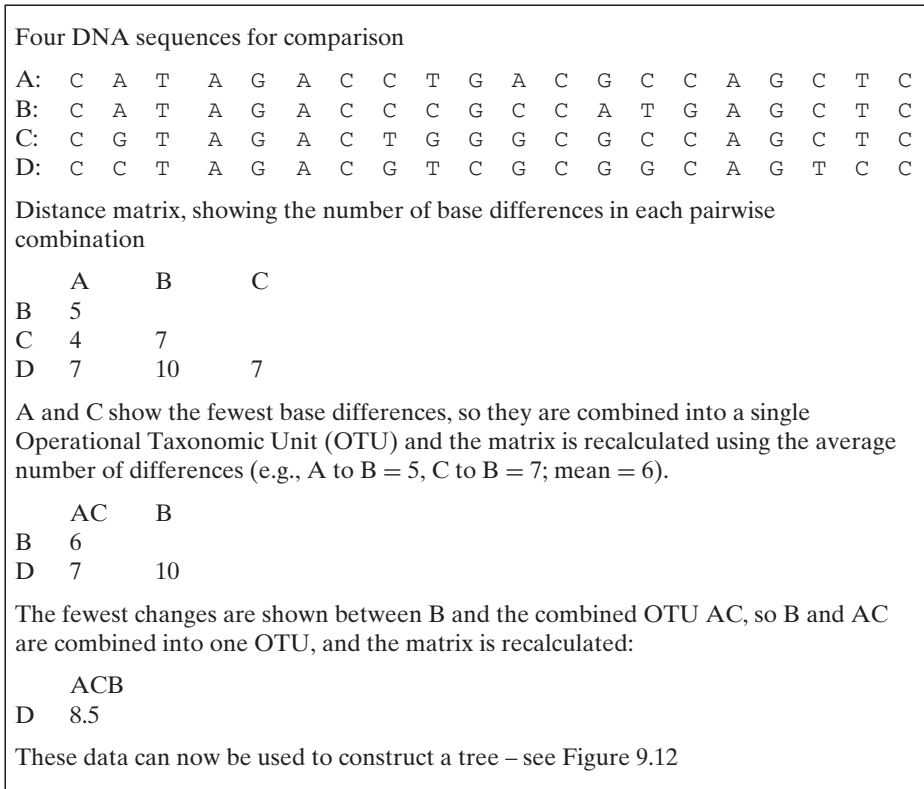 Four DNA sequences for comparison
A: C A T A G A C C T G A C G C C A G C T C
B: C A T A G A C C C G C C A T G A G C T C
C: C G T A G A C T G G G C G C C A G C T C
D: C C T A G A C G T C G C G G C A G T C C
Distance matrix, showing the number of base differences in each pairwise
combination
A B C
B 5
C 4 7
D 7 10 7
A and C show the fewest base differences, so they are combined into a single
Operational Taxonomic Unit (OTU) and the matrix is recalculated using the average
number of differences (e.g., A to B = 5, C to B = 7; mean = 6).
AC B
B 6
D 7 10
The fewest changes are shown between B and the combined OTU AC, so B and AC
are combined into one OTU, and the matrix is recalculated:
ACB
D 8.5
These data can now be used to construct a tree – see Figure 9.12